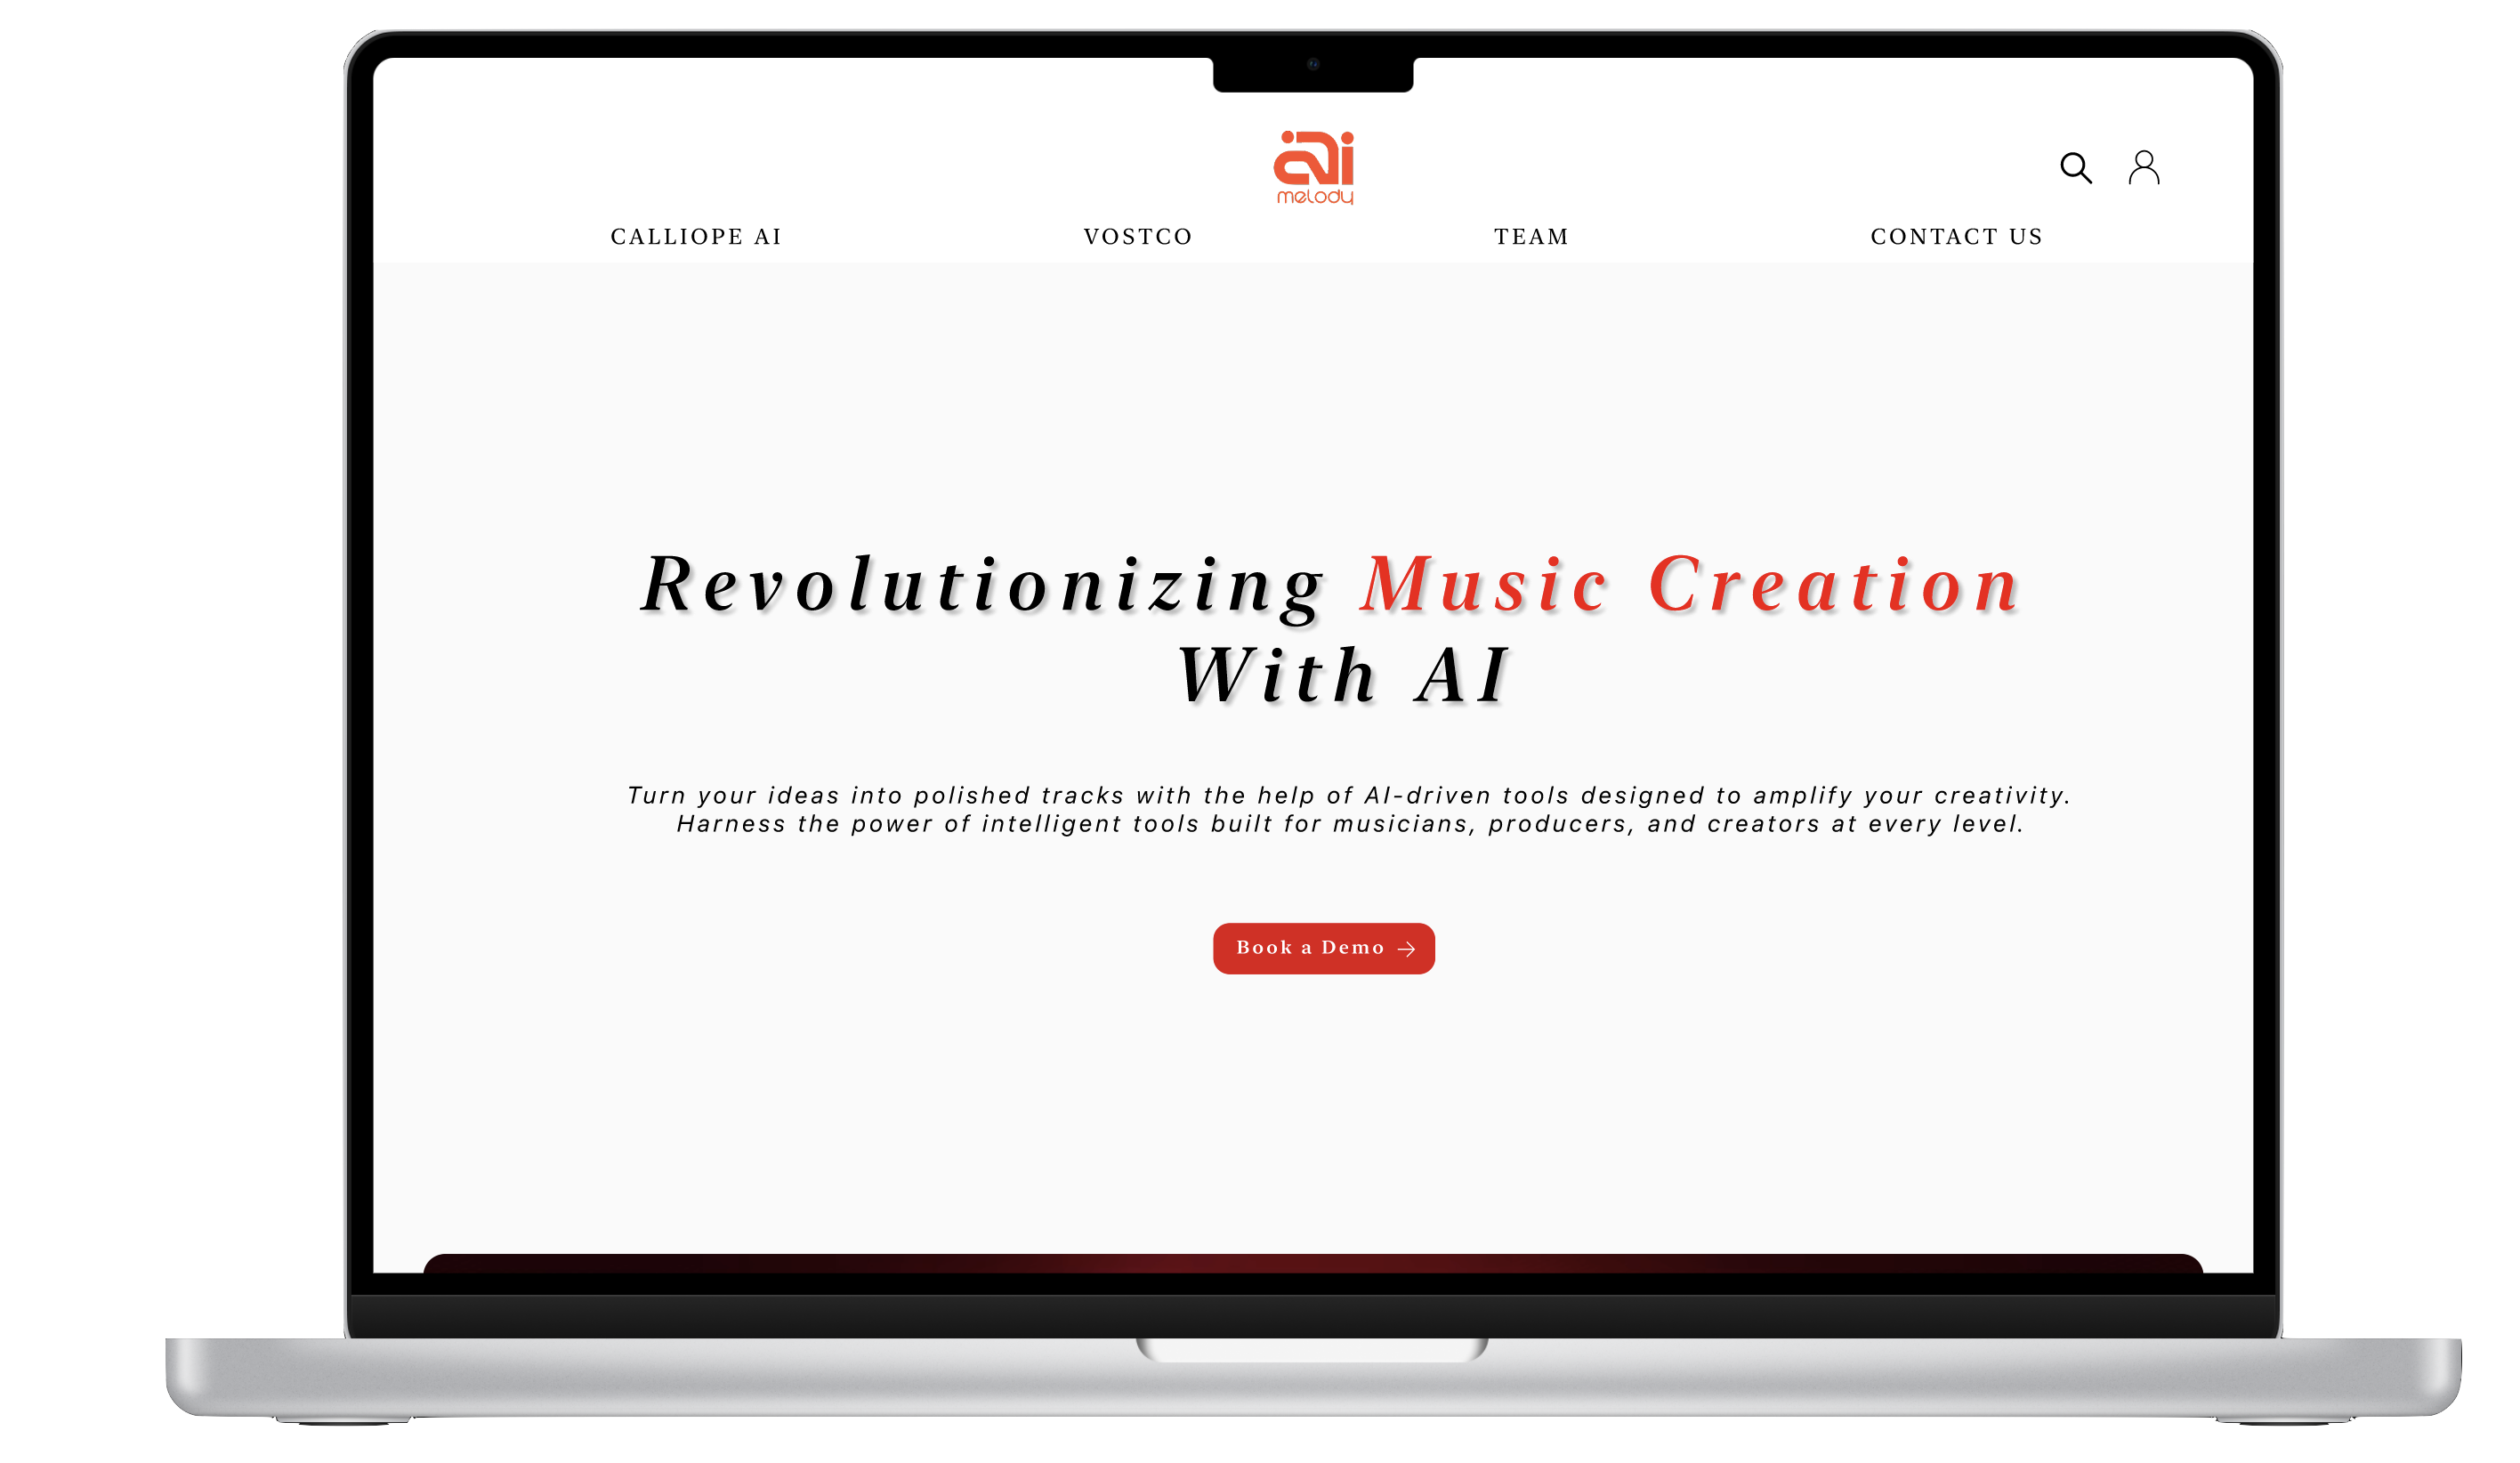 aai
melody
CALLIOPE AI
VOSTCO
TEAM
CONTACT US
Revolutionizing Music Creation
With AI
Turn your ideas into polished tracks with the help of AI-driven tools designed to amplify your creativity.
Harness the power of intelligent tools built for musicians, producers, and creators at every level.
Book a Demo →